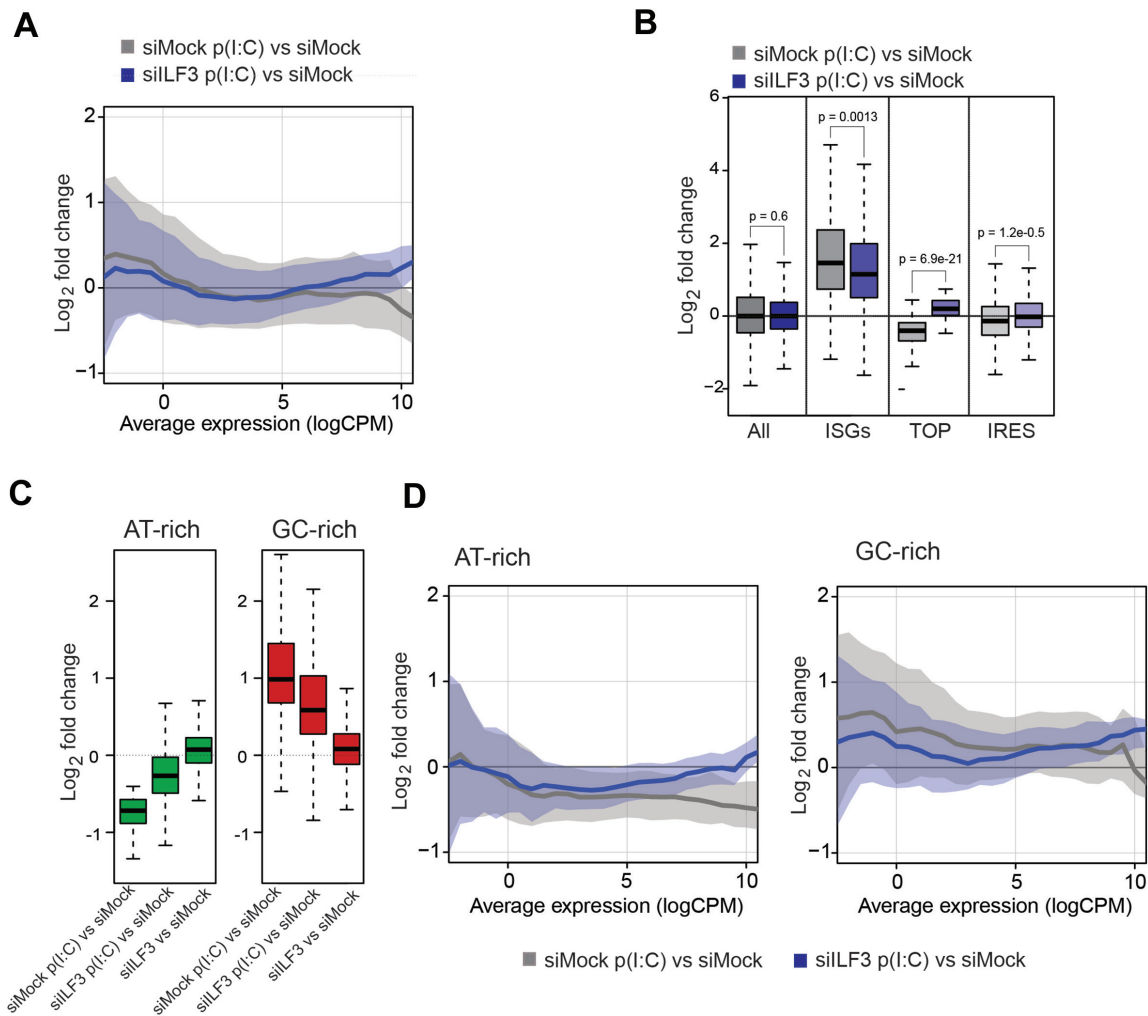 A
siMock p(I:C) vs siMock
siILF3 p(I:C) vs siMock
Log2 fold change
2
1
0
−1
0 5 10
Average expression (logCPM)
B
siMock p(I:C) vs siMock
siILF3 p(I:C) vs siMock
Log2 fold change
6
4
2
0
−2
p = 0.6
p = 0.0013
p = 6.9e-21
p = 1.2e-0.5
All ISGs TOP IRES
C
AT-rich GC-rich
Log2 fold change
2
1
0
-1
2
1
0
-1
siMock p(I:C) vs siMock
siILF3 p(I:C) vs siMock
siILF3 vs siMock
siMock p(I:C) vs siMock
siILF3 p(I:C) vs siMock
siILF3 vs siMock
D
AT-rich
Log2 fold change
2
1
0
−1
0 5 10
Average expression (logCPM)
GC-rich
Log2 fold change
2
1
0
−1
0 5 10
Average expression (logCPM)
siMock p(I:C) vs siMock
siILF3 p(I:C) vs siMock